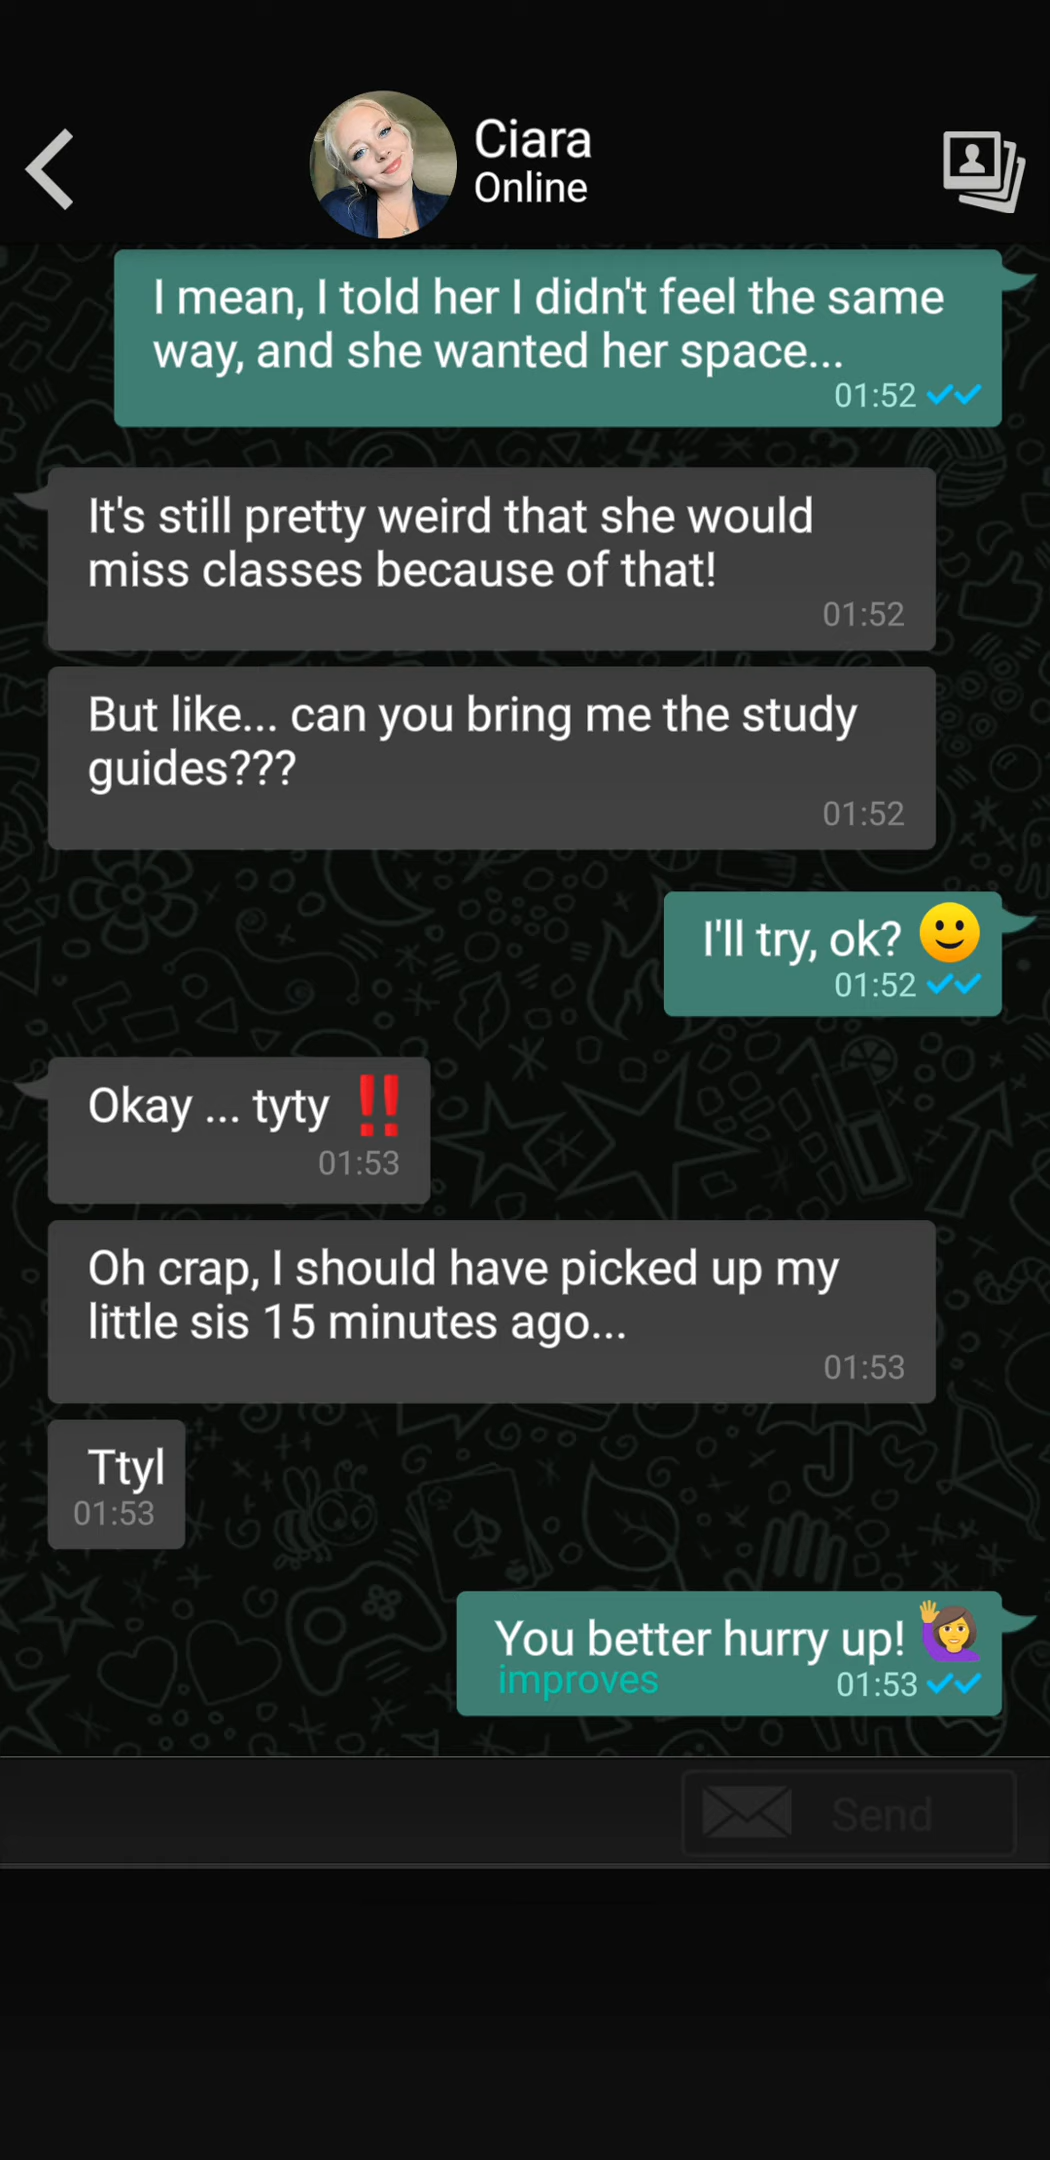 Ciara
Online
I mean, I told her I didn't feel the same
way, and she wanted her space...
01:52
It's still pretty weird that she would
miss classes because of that!
01:52
But like... can you bring me the study
guides???
01:52
I'll try, ok? 🙂
01:52
Okay ... tyty ‼️
01:53
Oh crap, I should have picked up my
little sis 15 minutes ago...
01:53
Ttyl
01:53
You better hurry up! 🙋‍♀️
improves 01:53
Send